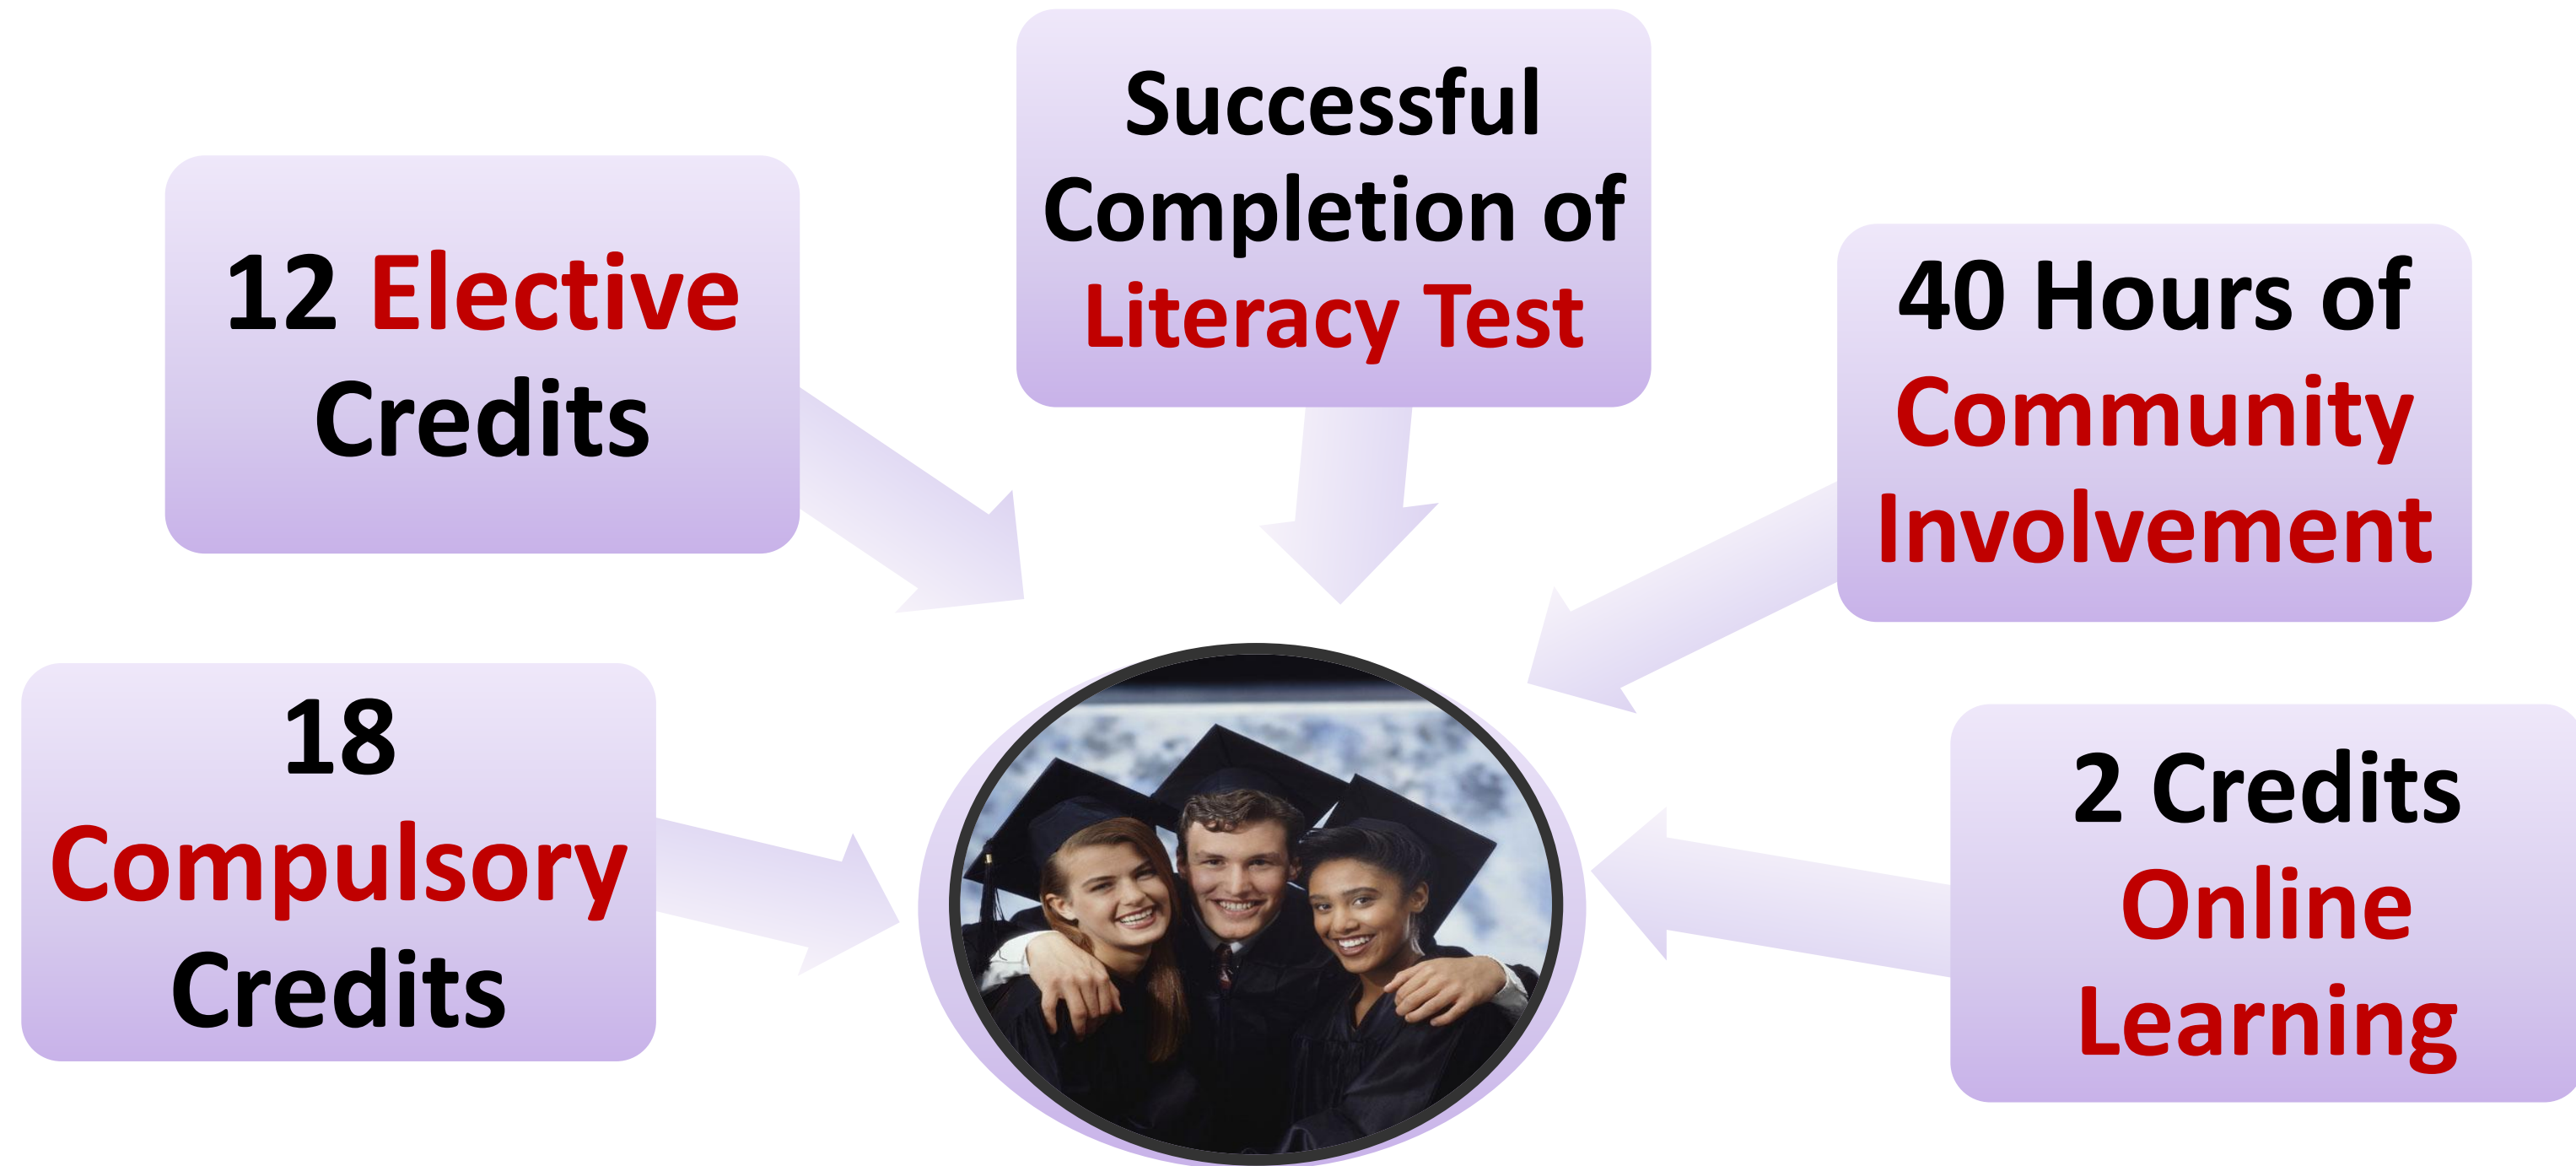 Successful
Completion of
Literacy Test
12 Elective
Credits
40 Hours of
Community
Involvement
18
Compulsory
Credits
2 Credits
Online
Learning